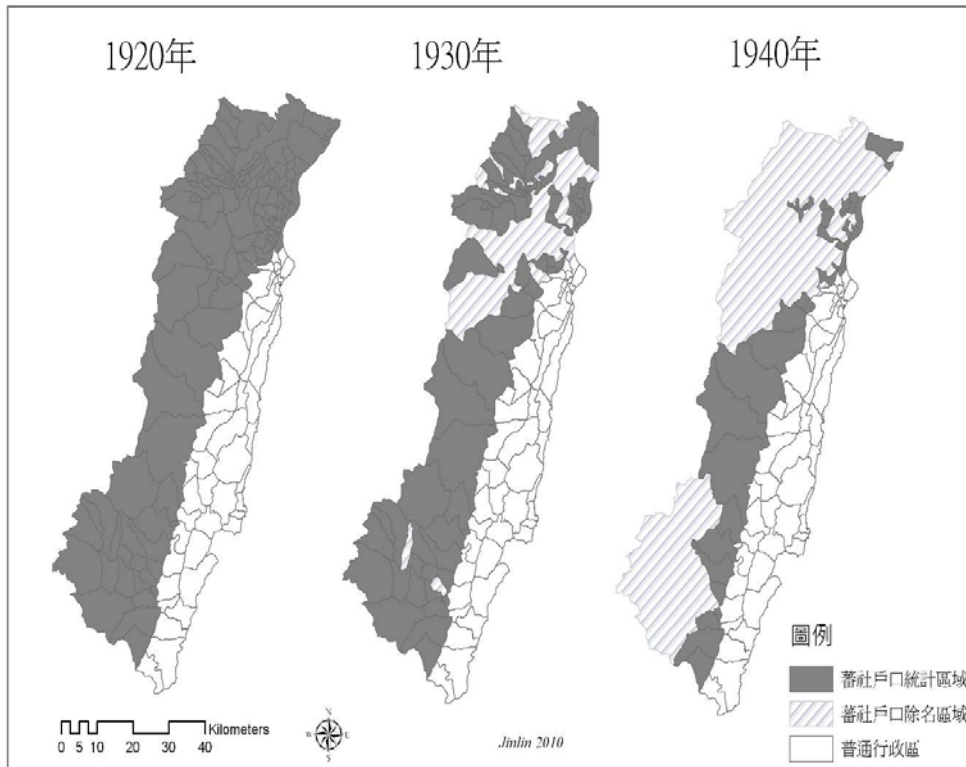 1920年
1930年
1940年
圖例
蕃社戶口統計區域
蕃社戶口除名區域
普通行政區
Kilometers
0 5 10 20 30 40
N
W E
S
Jinlin 2010